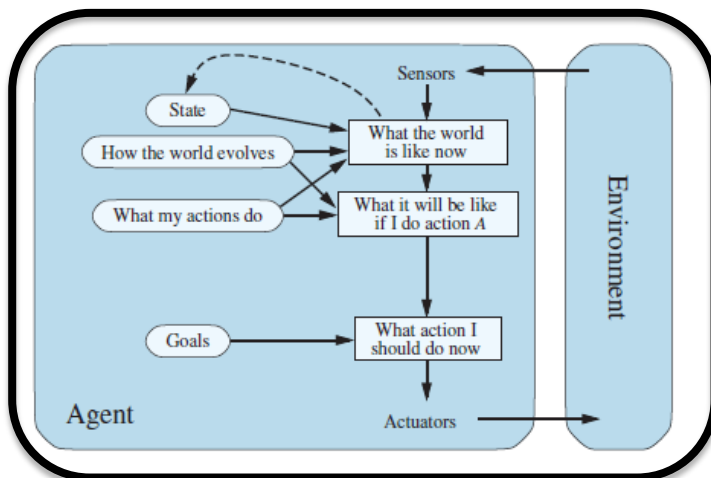 Sensors
State
What the world
is like now
How the world evolves
What it will be like
if I do action A
What my actions do
Goals
What action I
should do now
Agent
Actuators
Environment